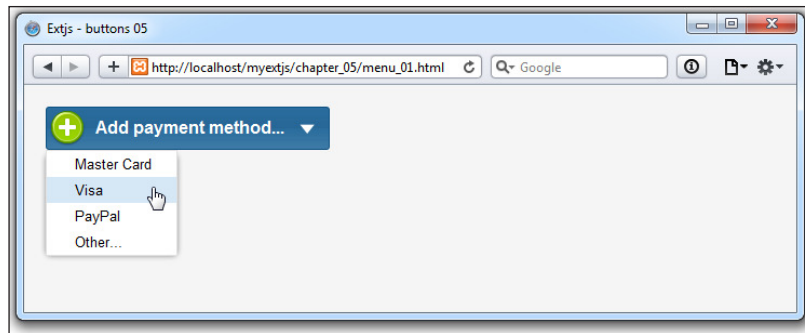 Extjs - buttons 05
http://localhost/myextjs/chapter_05/menu_01.html
Google
Add payment method...
Master Card
Visa
PayPal
Other...